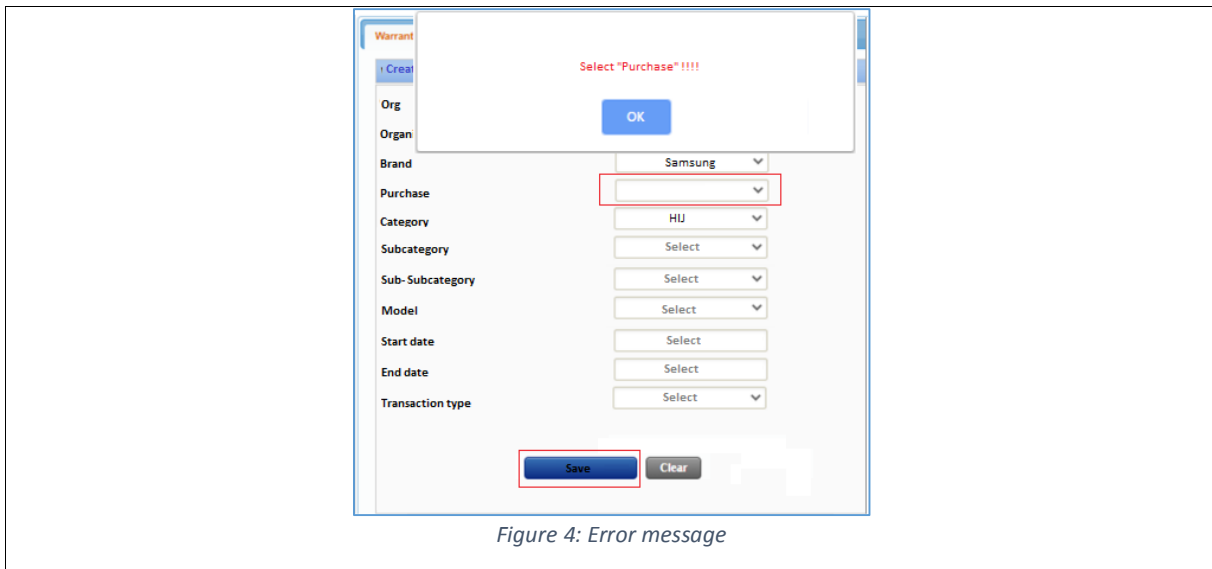 Warrant
Creat
Select "Purchase" !!!!
OK
Org
Organi
Brand Samsung
Purchase
Category HIJ
Subcategory Select
Sub- Subcategory Select
Model Select
Start date Select
End date Select
Transaction type Select
Save Clear
Figure 4: Error message